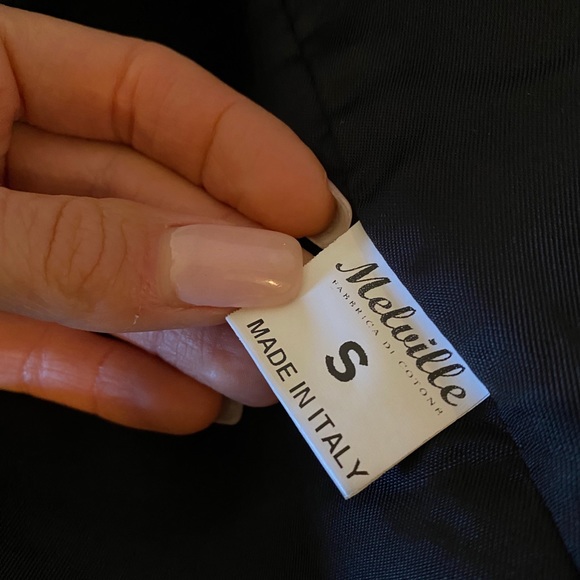 Melville
FABBRICA DI COTONE
S
MADE IN ITALY